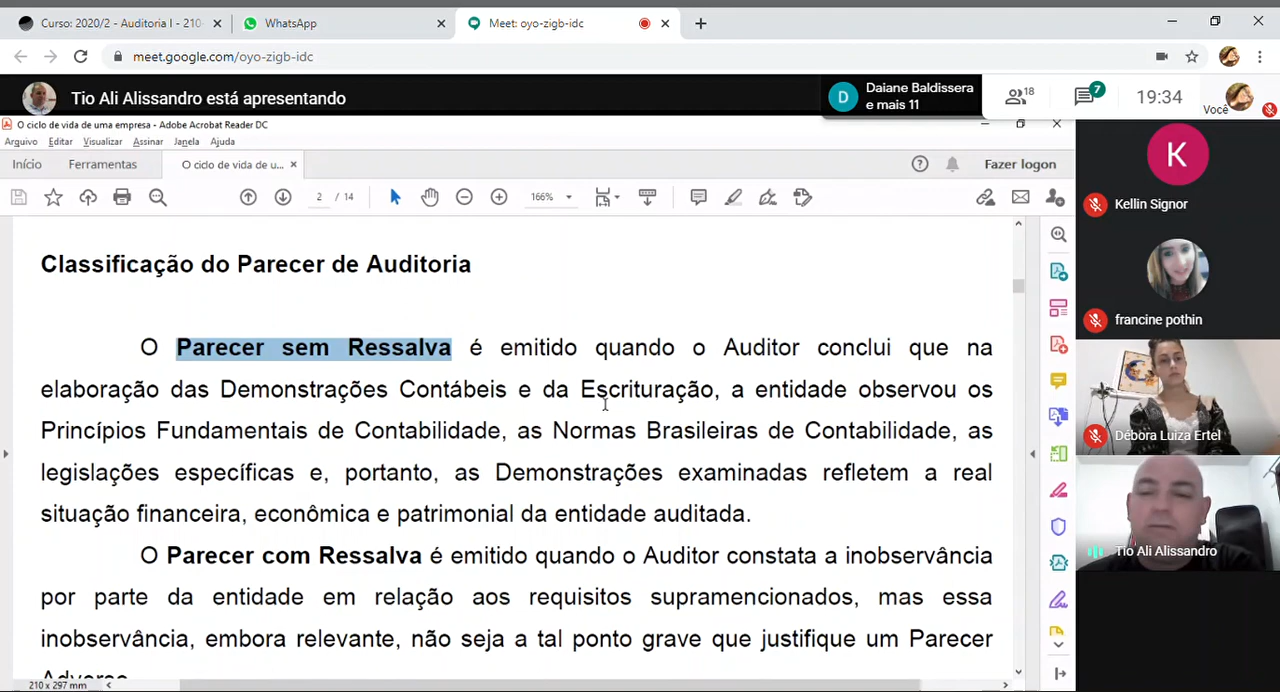 Curso: 2020/2 - Auditoria I - 210
WhatsApp
Meet: oyo-zigb-idc
meet.google.com/oyo-zigb-idc
Tio Ali Alissandro está apresentando
D
Daiane Baldissera
e mais 11
18
7
19:34
Você
O ciclo de vida de uma empresa - Adobe Acrobat Reader DC
Arquivo Editar Visualizar Assinar Janela Ajuda
Início Ferramentas O ciclo de vida de u... Fazer logon
2 / 14 166%
Classificação do Parecer de Auditoria
O Parecer sem Ressalva é emitido quando o Auditor conclui que na
elaboração das Demonstrações Contábeis e da Escrituração, a entidade observou os
Princípios Fundamentais de Contabilidade, as Normas Brasileiras de Contabilidade, as
legislações específicas e, portanto, as Demonstrações examinadas refletem a real
situação financeira, econômica e patrimonial da entidade auditada.
O Parecer com Ressalva é emitido quando o Auditor constata a inobservância
por parte da entidade em relação aos requisitos supramencionados, mas essa
inobservância, embora relevante, não seja a tal ponto grave que justifique um Parecer
Adverso
210 x 297 mm
K
Kellin Signor
francine pothin
Débora Luiza Ertel
Tio Ali Alissandro